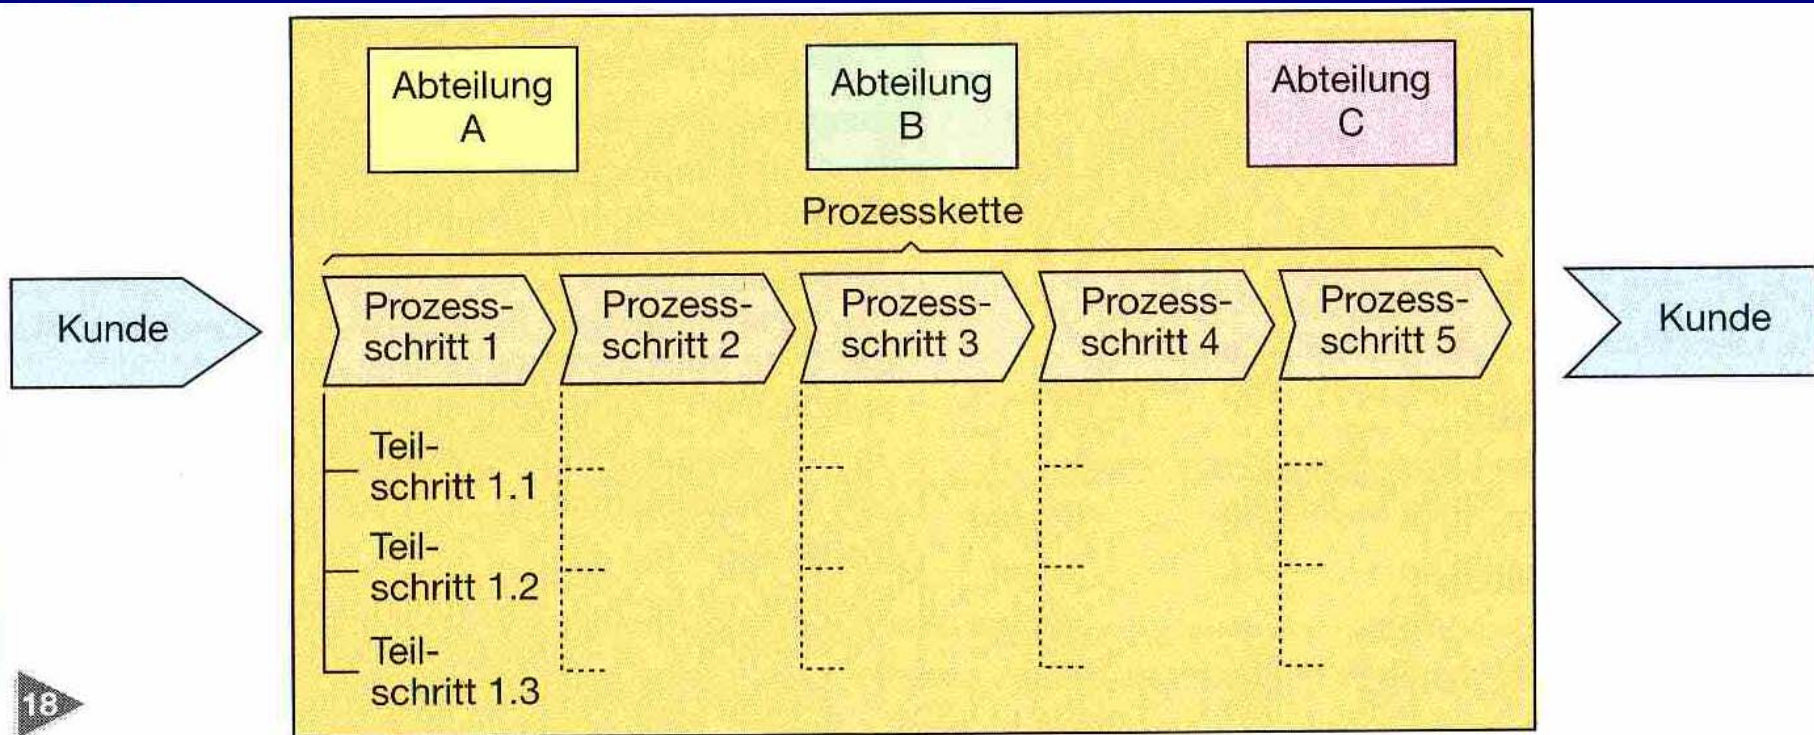 Abteilung
A
Abteilung
B
Abteilung
C
Prozesskette
Kunde
Prozess-
schritt 1
Prozess-
schritt 2
Prozess-
schritt 3
Prozess-
schritt 4
Prozess-
schritt 5
Kunde
Teil-
schritt 1.1
Teil-
schritt 1.2
Teil-
schritt 1.3
18